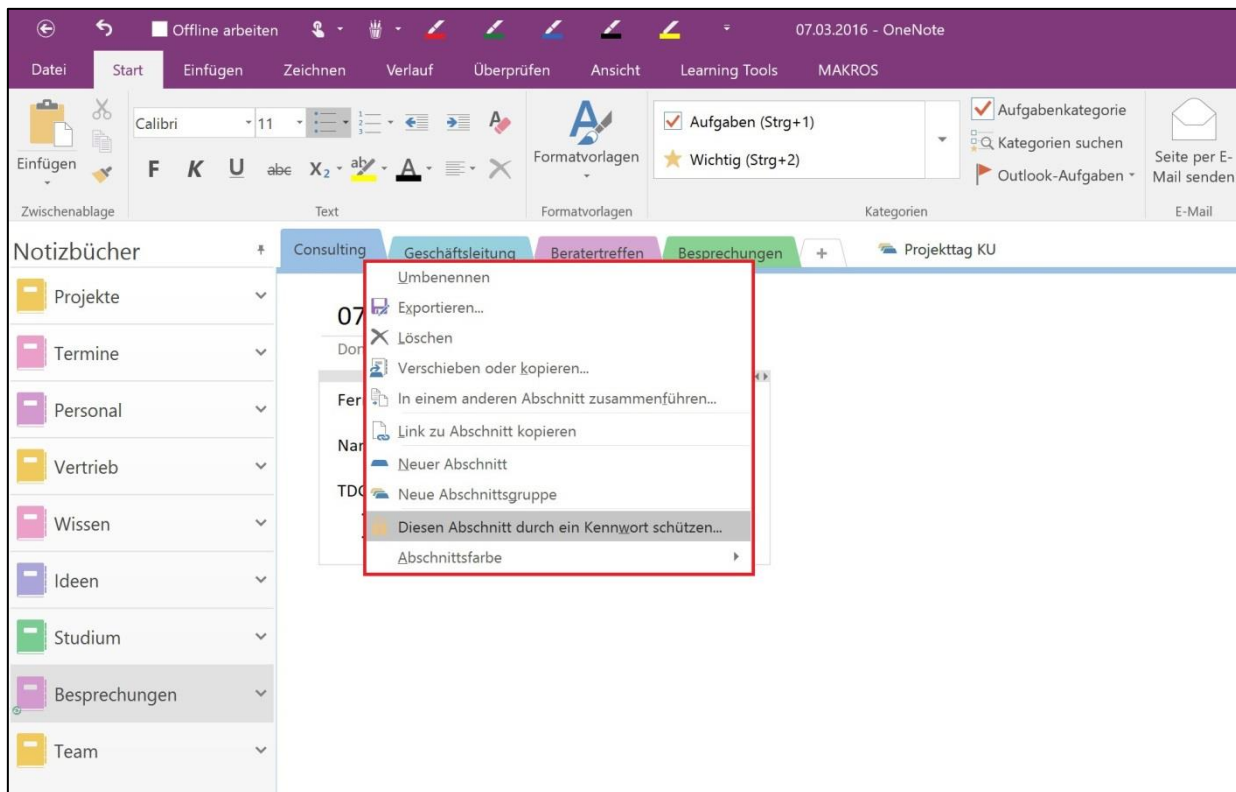 Offline arbeiten
07.03.2016 - OneNote
Datei Start Einfügen Zeichnen Verlauf Überprüfen Ansicht Learning Tools MAKROS
Einfügen
Calibri 11
F K U abc X₂ aby A
Zwischenablage
Text
Formatvorlagen
Formatvorlagen
Aufgaben (Strg+1)
Wichtig (Strg+2)
Aufgabenkategorie
Kategorien suchen
Outlook-Aufgaben
Kategorien
Seite per E-
Mail senden
E-Mail
Notizbücher
Projekte
Termine
Personal
Vertrieb
Wissen
Ideen
Studium
Besprechungen
Team
Consulting Geschäftsleitung Beratertreffen Besprechungen + Projekttag KU
07
Umbenennen
Exportieren...
Löschen
Verschieben oder kopieren...
In einem anderen Abschnitt zusammenführen...
Link zu Abschnitt kopieren
Neuer Abschnitt
Neue Abschnittsgruppe
Diesen Abschnitt durch ein Kennwort schützen...
Abschnittsfarbe